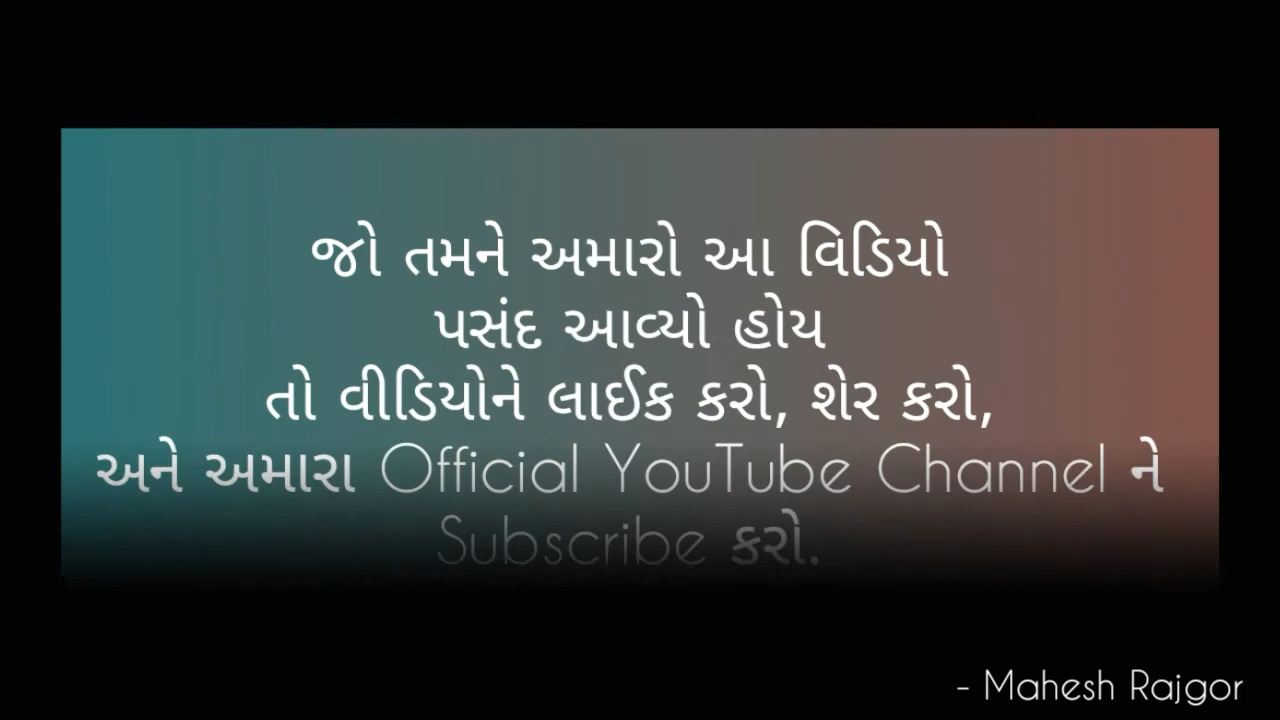 જો તમને અમારો આ વિડિયો
પસંદ આવ્યો હોય
તો વીડિયોને લાઈક કરો, શેર કરો,
અને અમારા Official YouTube Channel ને
Subscribe કરો.
- Mahesh Rajgor